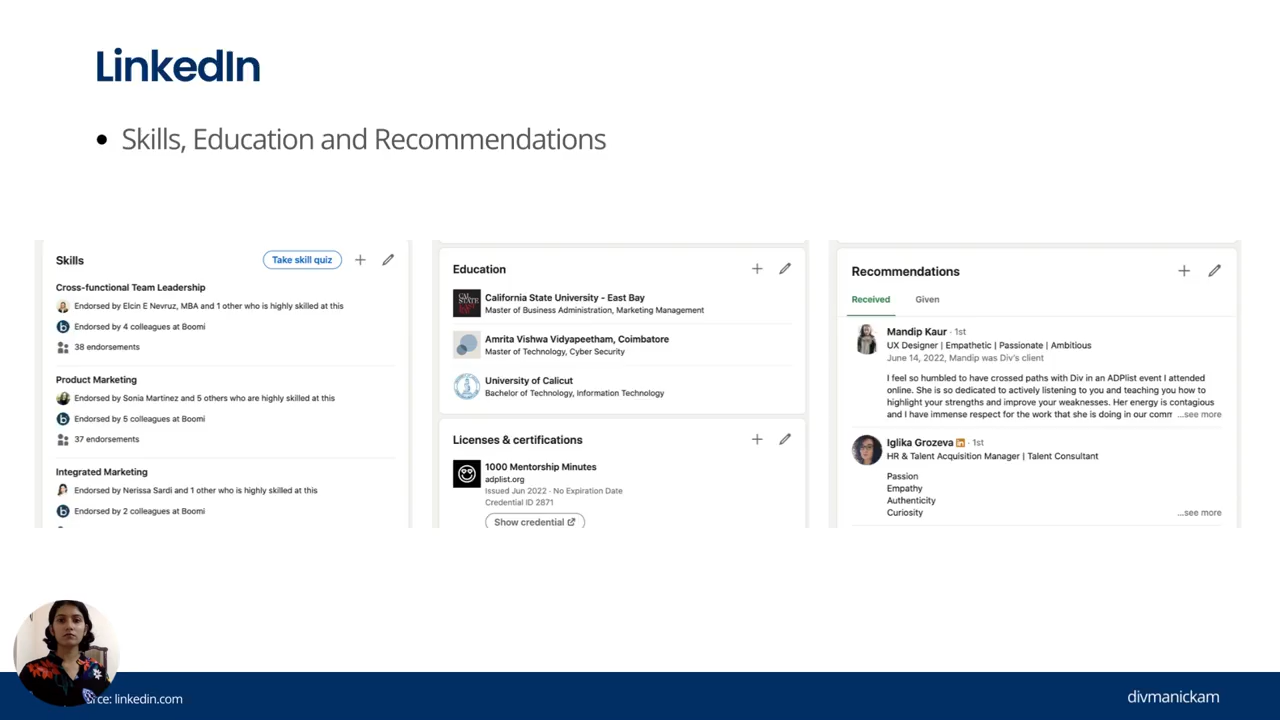 LinkedIn
• Skills, Education and Recommendations
Skills
Take skill quiz
Cross-functional Team Leadership
Endorsed by Elcin E Nevruz, MBA and 1 other who is highly skilled at this
Endorsed by 4 colleagues at Boomi
38 endorsements
Product Marketing
Endorsed by Sonia Martinez and 5 others who are highly skilled at this
Endorsed by 5 colleagues at Boomi
37 endorsements
Integrated Marketing
Endorsed by Nerissa Sardi and 1 other who is highly skilled at this
Endorsed by 2 colleagues at Boomi
Education
CAL STATE
California State University - East Bay
Master of Business Administration, Marketing Management
Amrita Vishwa Vidyapeetham, Coimbatore
Master of Technology, Cyber Security
University of Calicut
Bachelor of Technology, Information Technology
Licenses & certifications
1000 Mentorship Minutes
adplist.org
Issued Jun 2022 · No Expiration Date
Credential ID 2871
Show credential
Recommendations
Received Given
Mandip Kaur · 1st
UX Designer | Empathetic | Passionate | Ambitious
June 14, 2022, Mandip was Div's client
I feel so humbled to have crossed paths with Div in an ADPlist event I attended
online. She is so dedicated to actively listening to you and teaching you how to
highlight your strengths and improve your weaknesses. Her energy is contagious
and I have immense respect for the work that she is doing in our comm ...see more
Iglika Grozeva in · 1st
HR & Talent Acquisition Manager | Talent Consultant
Passion
Empathy
Authenticity
Curiosity ...see more
rce: linkedin.com
divmanickam